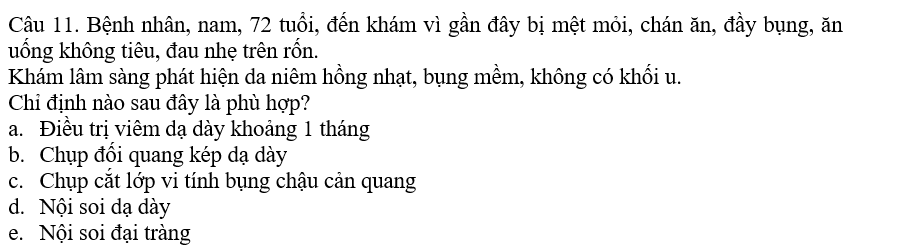 Câu 11. Bệnh nhân, nam, 72 tuổi, đến khám vì gần đây bị mệt mỏi, chán ăn, đầy bụng, ăn
uống không tiêu, đau nhẹ trên rốn.
Khám lâm sàng phát hiện da niêm hồng nhạt, bụng mềm, không có khối u.
Chỉ định nào sau đây là phù hợp?
a. Điều trị viêm dạ dày khoảng 1 tháng
b. Chụp đối quang kép dạ dày
c. Chụp cắt lớp vi tính bụng chậu cản quang
d. Nội soi dạ dày
e. Nội soi đại tràng